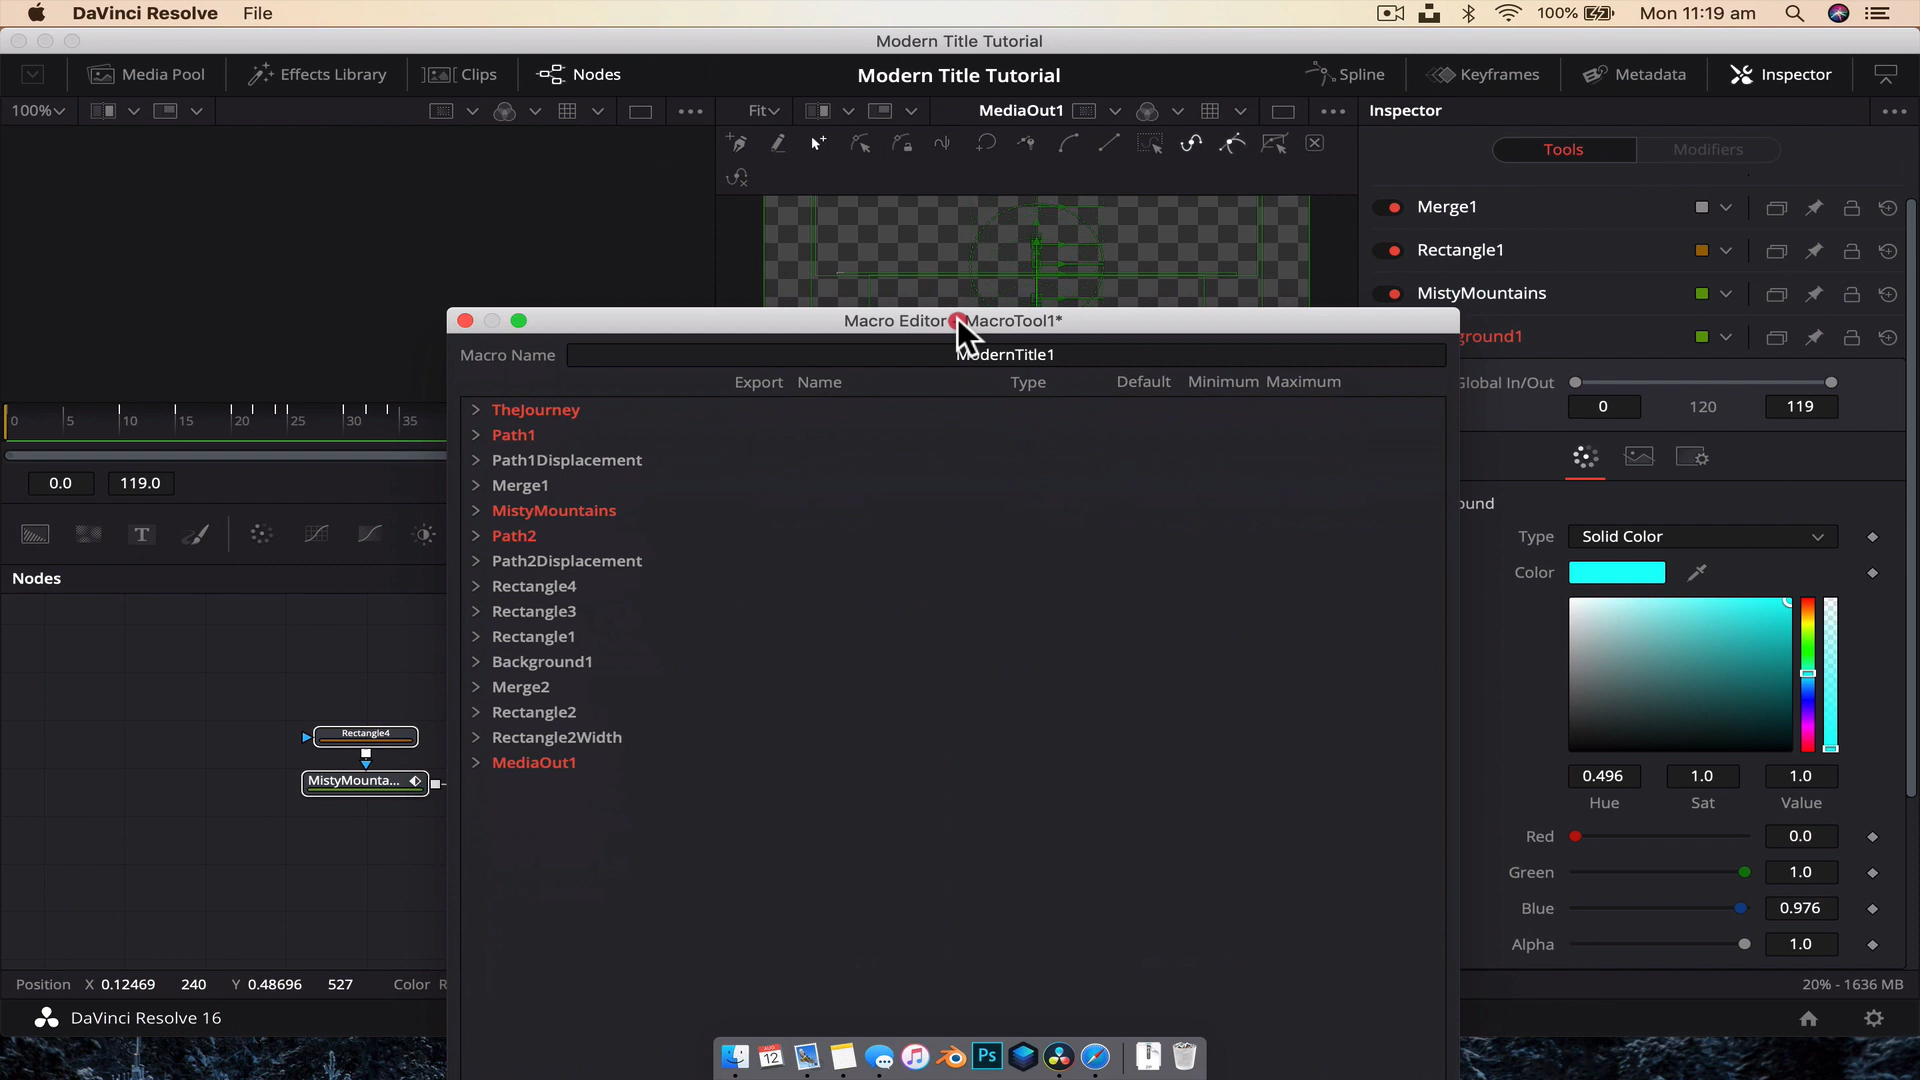 DaVinci Resolve File 100% Mon 11:19 am
Modern Title Tutorial
Media Pool Effects Library Clips Nodes Modern Title Tutorial Spline Keyframes Metadata Inspector
100% Fit MediaOut1 Inspector
Tools Modifiers
Merge1
Rectangle1
MistyMountains
ground1
Macro Editor MacroTool1*
Macro Name ModernTitle1
Export Name Type Default Minimum Maximum
TheJourney
Path1
Path1Displacement
Merge1
MistyMountains
Path2
Path2Displacement
Rectangle4
Rectangle3
Rectangle1
Background1
Merge2
Rectangle2
Rectangle2Width
MediaOut1
Global In/Out
0 120 119
ound
Type Solid Color
Color
0.496 1.0 1.0
Hue Sat Value
Red 0.0
Green 1.0
Blue 0.976
Alpha 1.0
0 5 10 15 20 25 30 35
0.0 119.0
T
Nodes
Rectangle4
MistyMounta...
Position X 0.12469 240 Y 0.48696 527 Color R
20% - 1636 MB
DaVinci Resolve 16
AUG
12
Ps